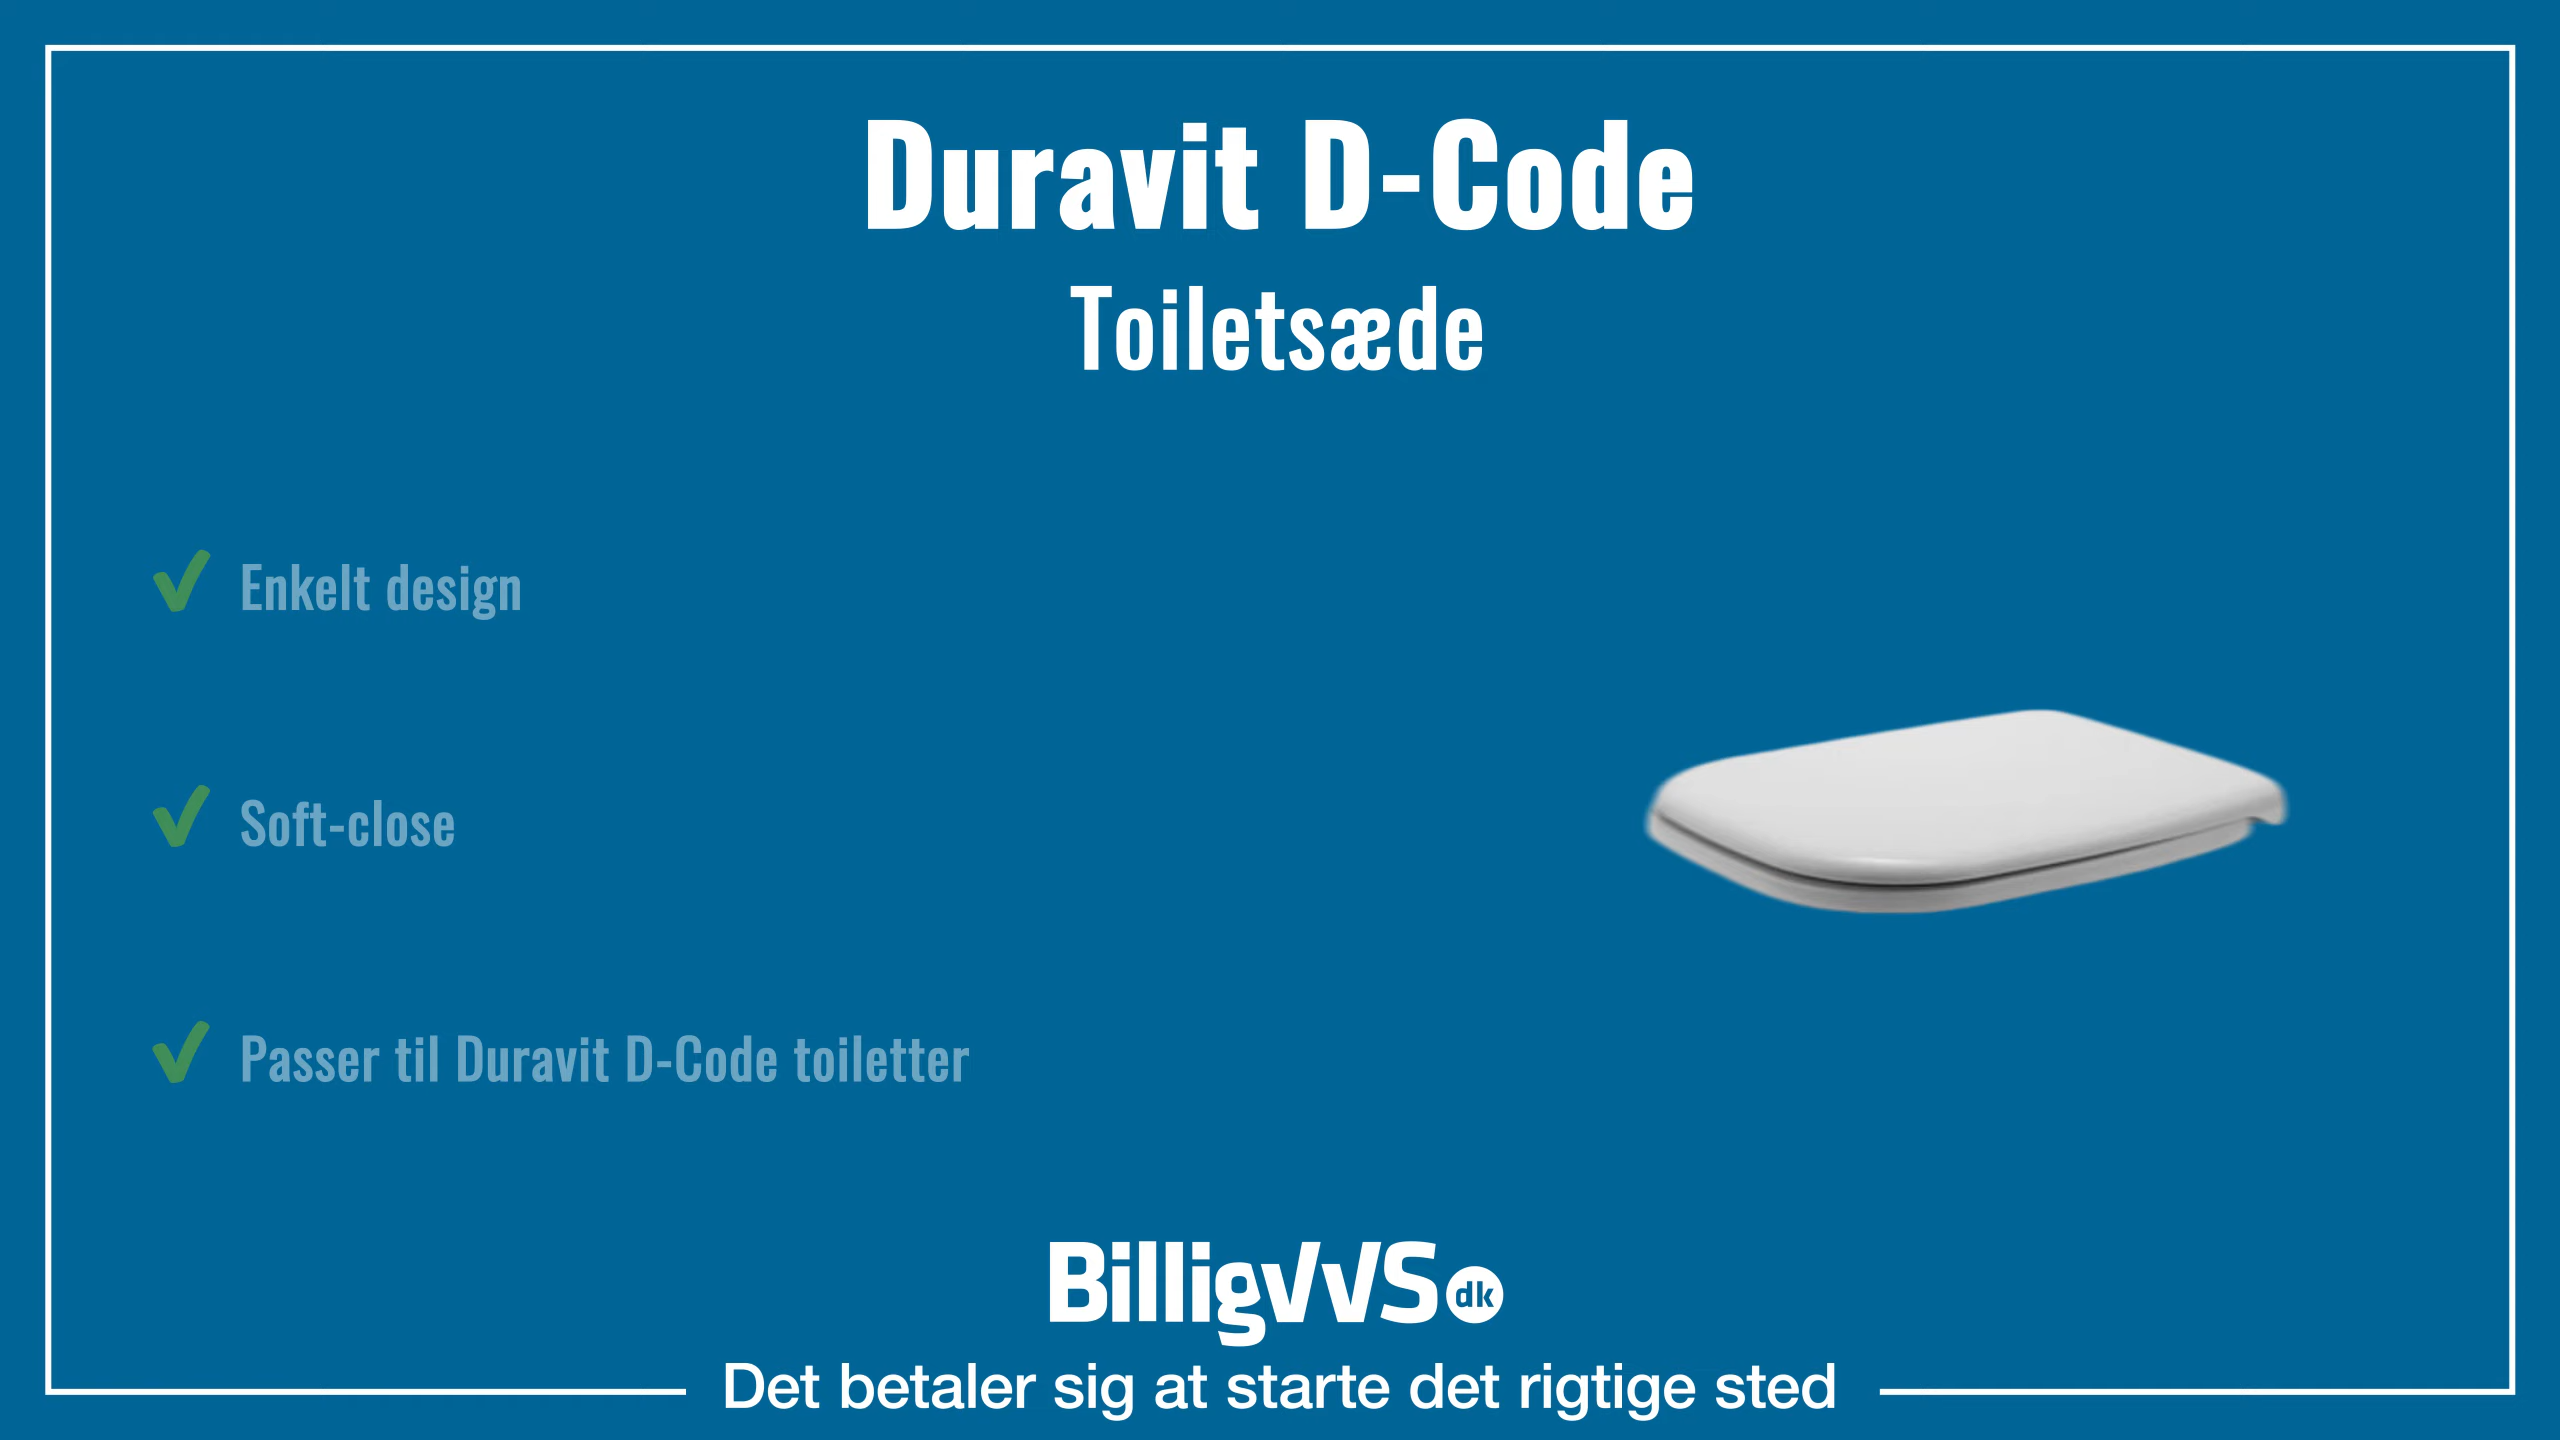 Duravit D-Code
Toiletsæde
Enkelt design
Soft-close
Passer til Duravit D-Code toiletter
BilligVVS dk
Det betaler sig at starte det rigtige sted